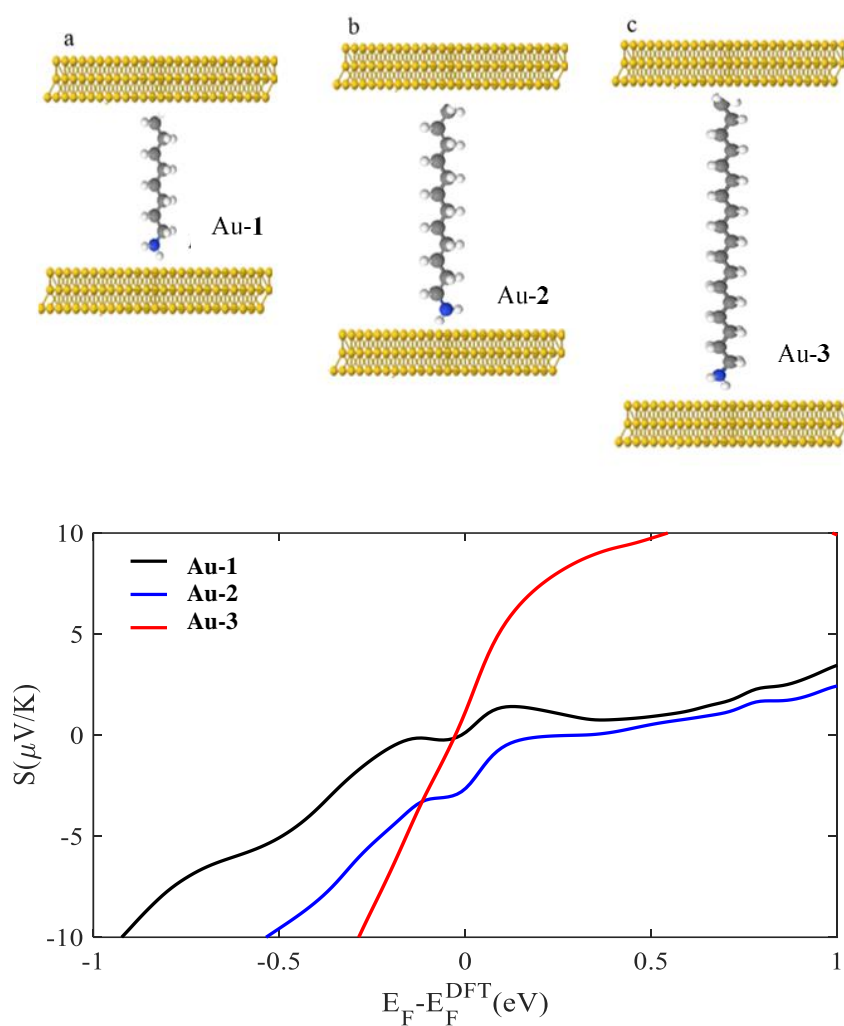 a
b
c
Au-1
Au-2
Au-3
10
5
0
-5
-10
S(μV/K)
Au-1
Au-2
Au-3
-1
-0.5
0
0.5
1
E_F-E_F^DFT(eV)